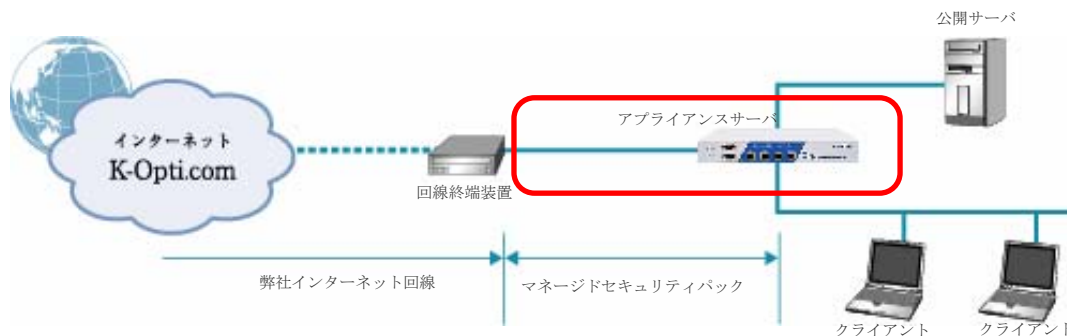 公開サーバ
アプライアンスサーバ
インターネット
K-Opti.com
回線終端装置
弊社インターネット回線
マネージドセキュリティパック
クライアント
クライアント